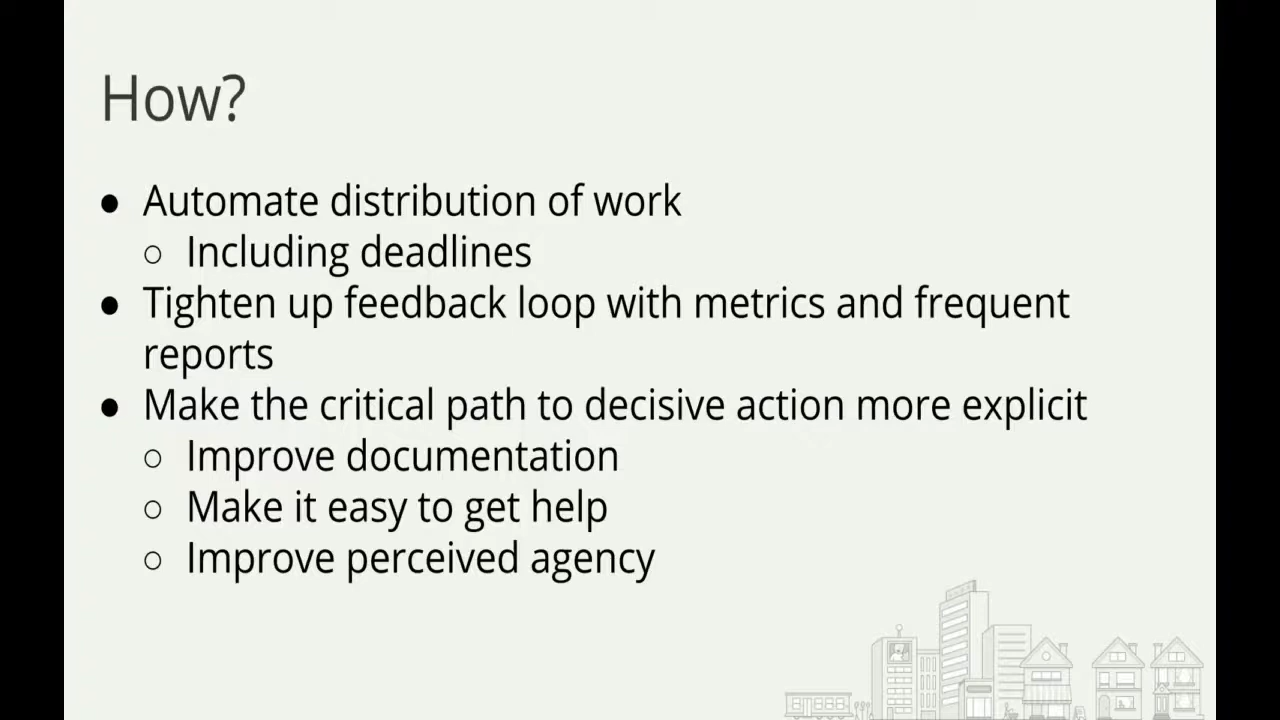 How?
● Automate distribution of work
○ Including deadlines
● Tighten up feedback loop with metrics and frequent
reports
● Make the critical path to decisive action more explicit
○ Improve documentation
○ Make it easy to get help
○ Improve perceived agency